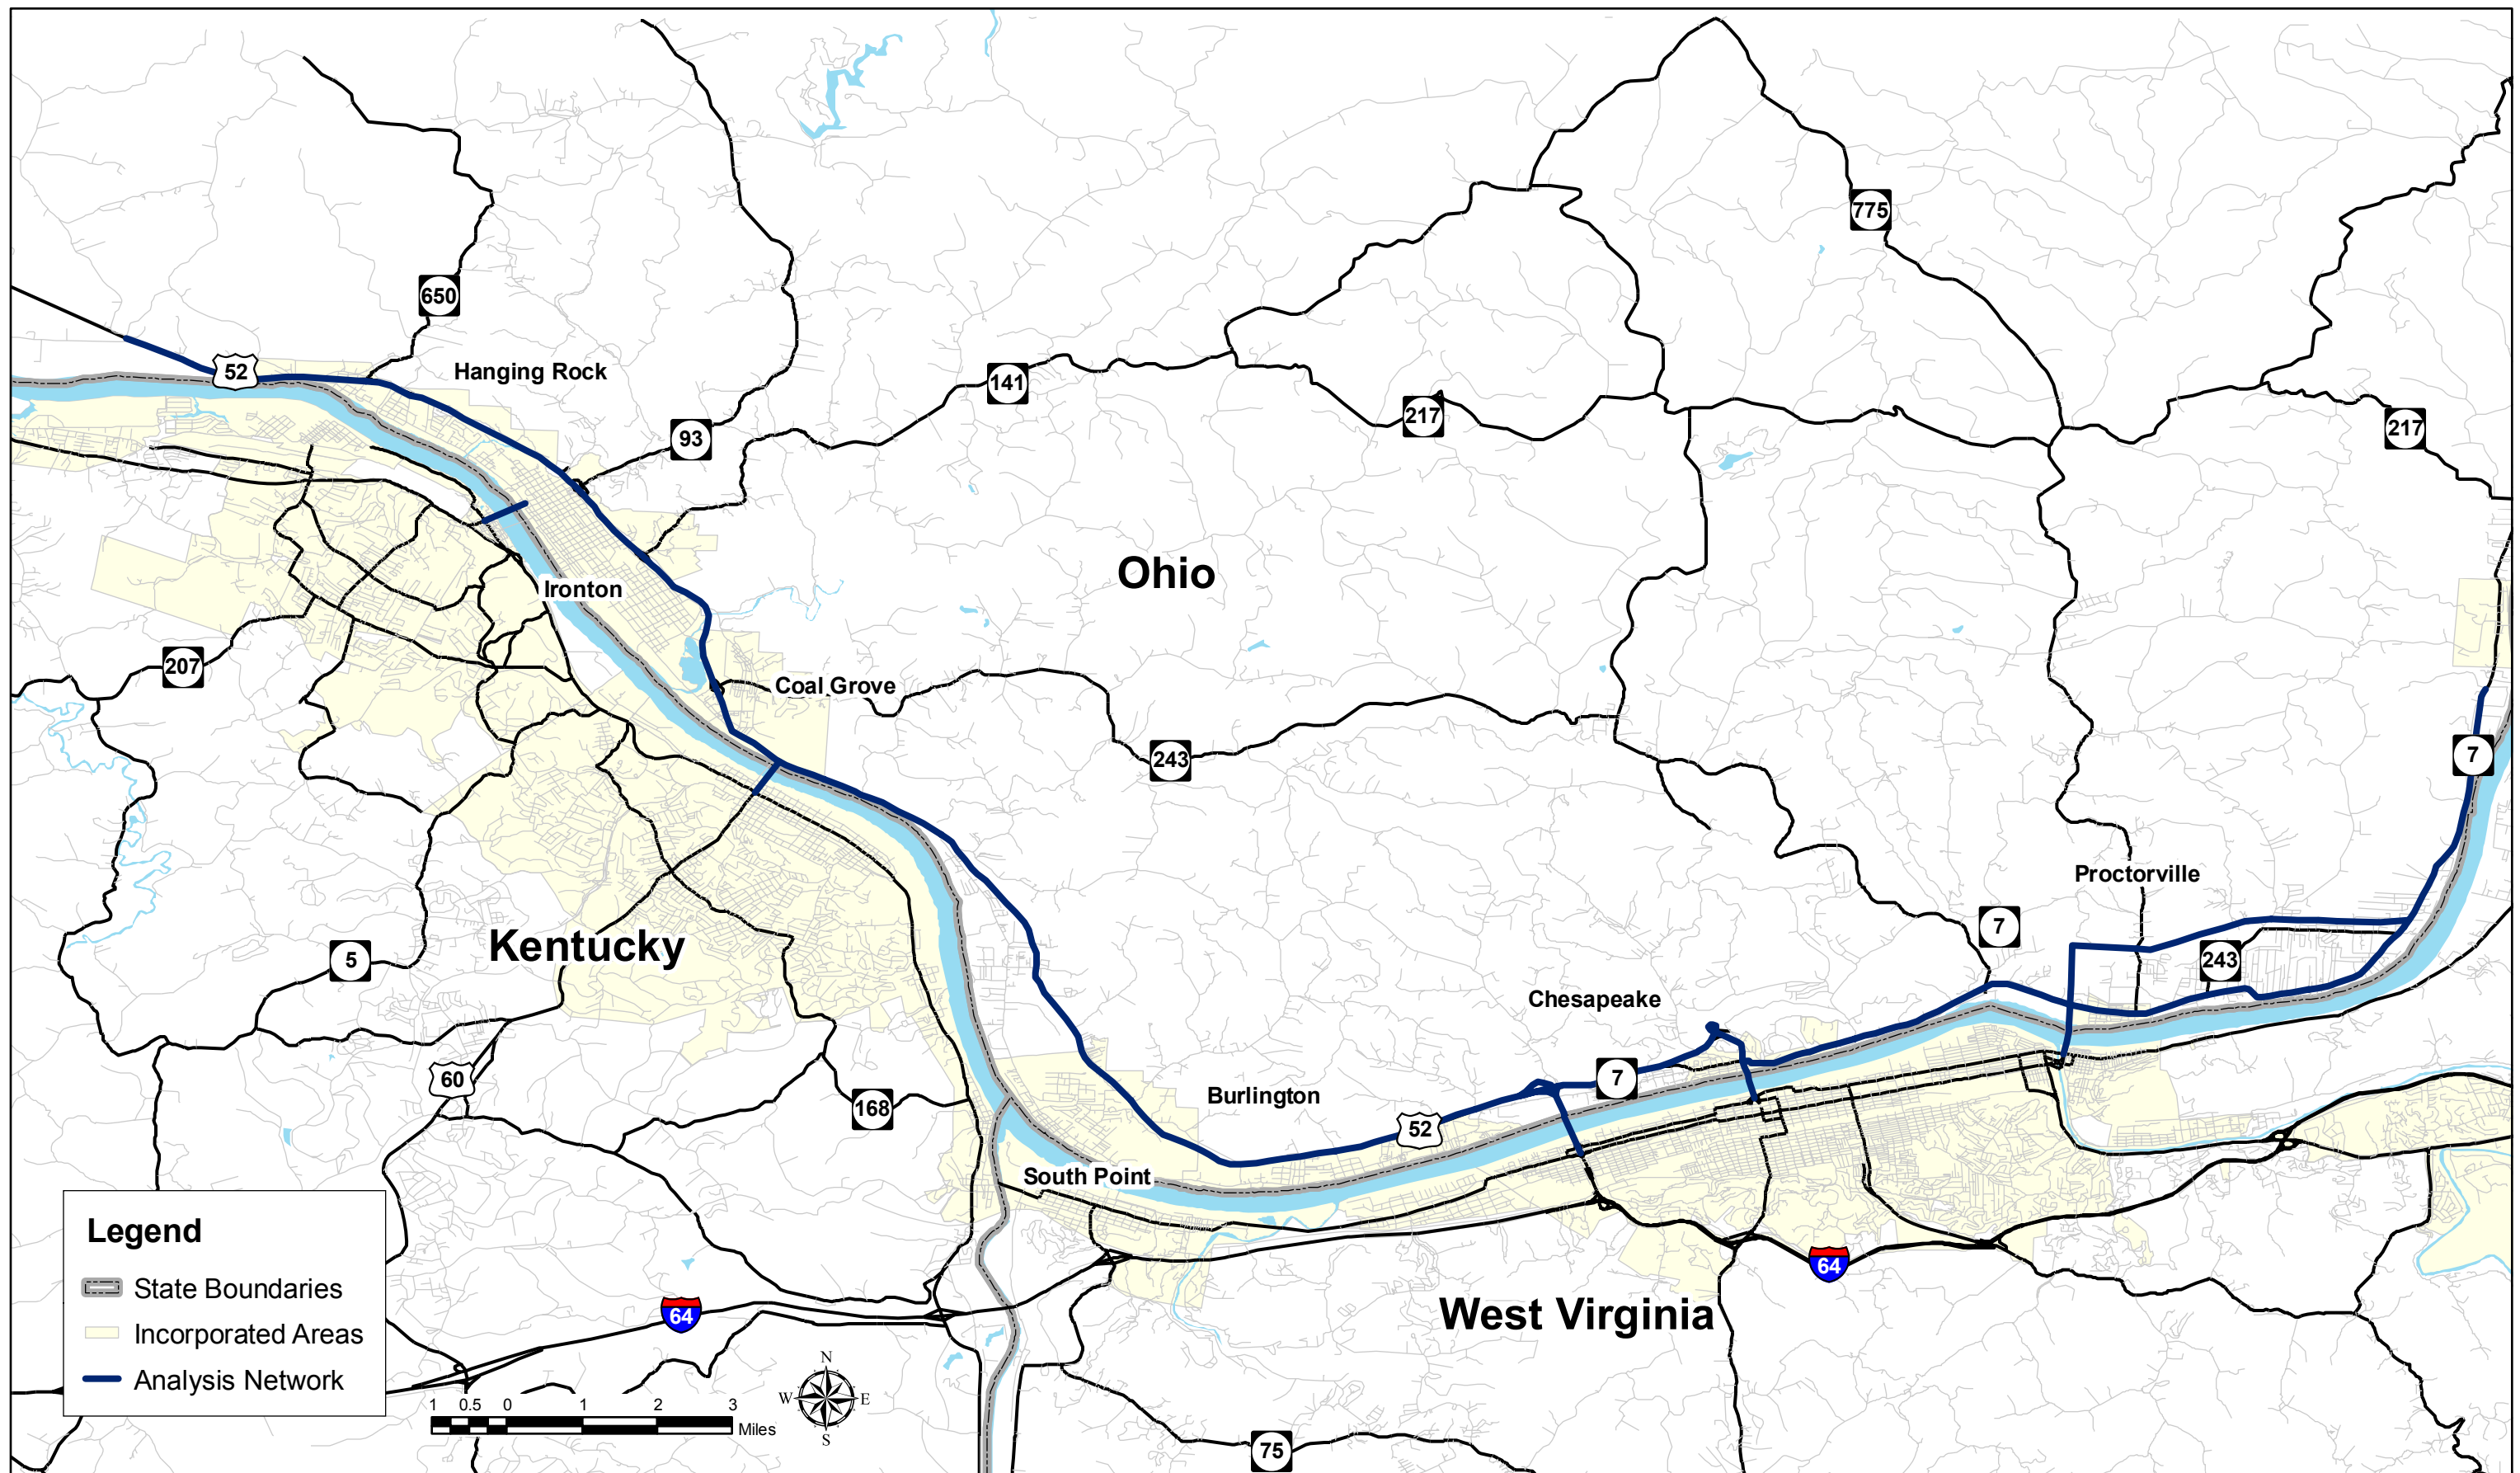 775
650
52
Hanging Rock
141
217
217
93
Ohio
Ironton
207
Coal Grove
243
7
Proctorville
Kentucky
7
5
243
Chesapeake
60
7
Burlington
168
52
South Point
64
West Virginia
64
75
Legend
State Boundaries
Incorporated Areas
Analysis Network
1 0.5 0 1 2 3
Miles
N
W E
S